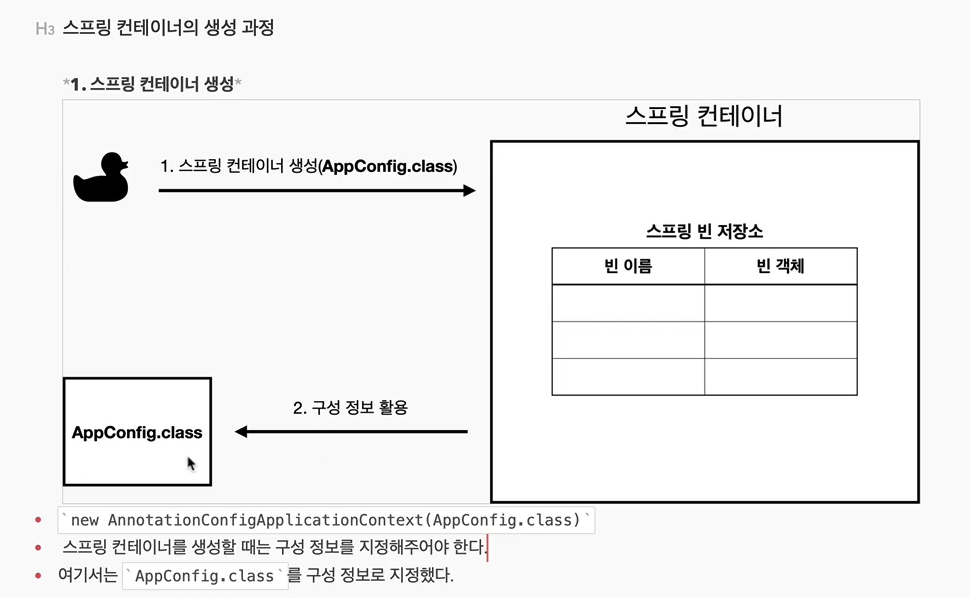 H3 스프링 컨테이너의 생성 과정
*1. 스프링 컨테이너 생성*
스프링 컨테이너
1. 스프링 컨테이너 생성(AppConfig.class)
스프링 빈 저장소
빈 이름 빈 객체
2. 구성 정보 활용
AppConfig.class
`new AnnotationConfigApplicationContext(AppConfig.class)`
스프링 컨테이너를 생성할 때는 구성 정보를 지정해주어야 한다.
여기서는 `AppConfig.class`를 구성 정보로 지정했다.